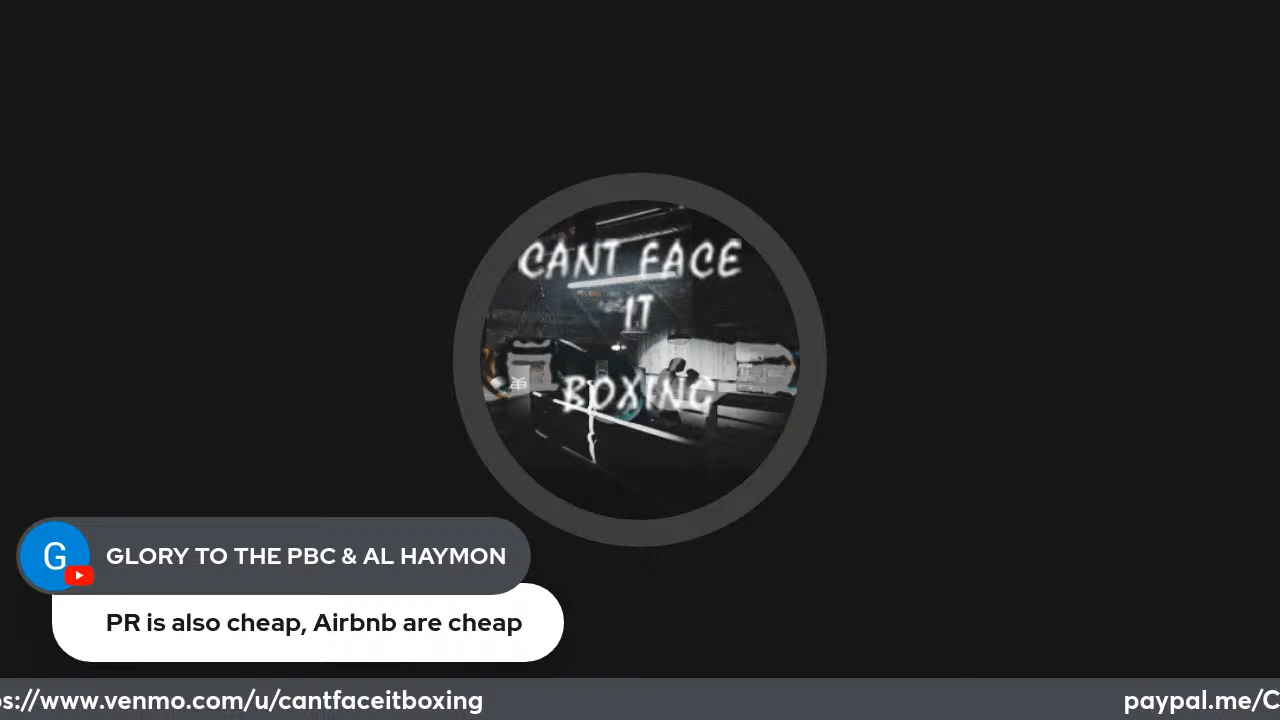 CANT FACE
IT
BOXING
G
GLORY TO THE PBC & AL HAYMON
PR is also cheap, Airbnb are cheap
os://www.venmo.com/u/cantfaceitboxing
paypal.me/C